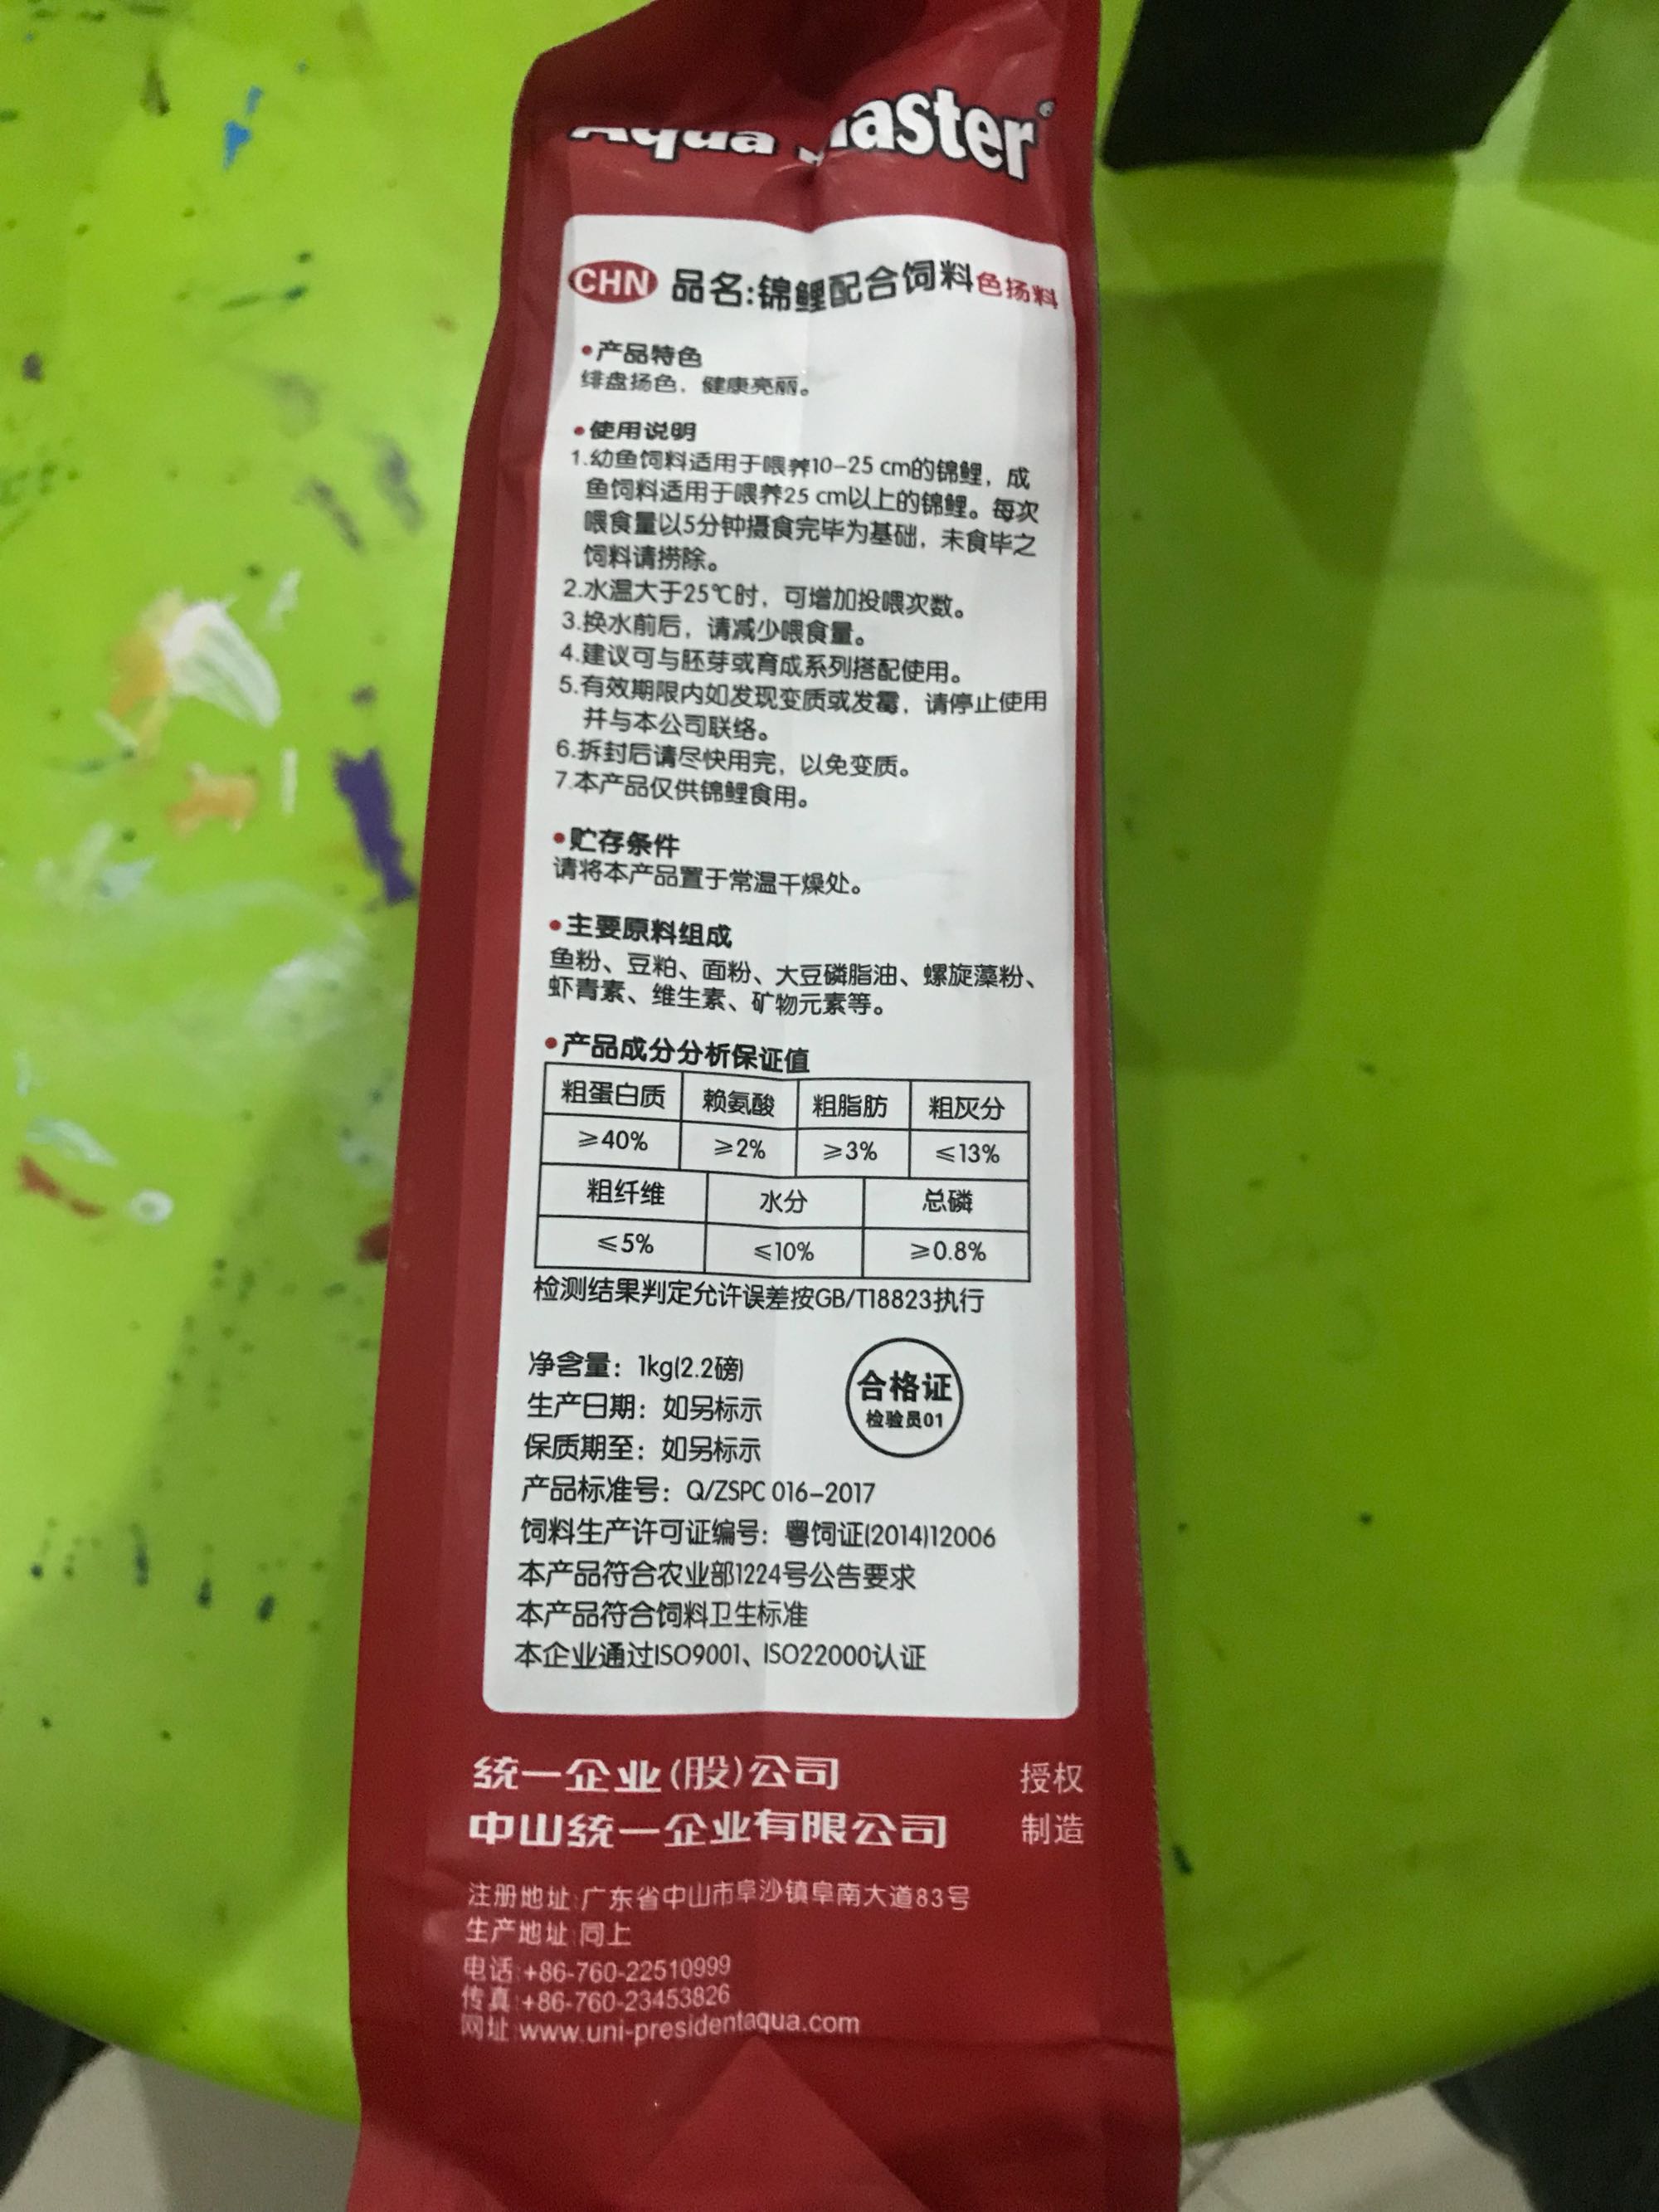 Aqua Master®
CHN 品名:锦鲤配合饲料色扬料
•产品特色
绯盘扬色，健康亮丽。
•使用说明
1.幼鱼饲料适用于喂养10-25 cm的锦鲤，成
鱼饲料适用于喂养25 cm以上的锦鲤。每次
喂食量以5分钟摄食完毕为基础，未食毕之
饲料请捞除。
2.水温大于25℃时，可增加投喂次数。
3.换水前后，请减少喂食量。
4.建议可与胚芽或育成系列搭配使用。
5.有效期限内如发现变质或发霉，请停止使用
并与本公司联络。
6.拆封后请尽快用完，以免变质。
7.本产品仅供锦鲤食用。
•贮存条件
请将本产品置于常温干燥处。
•主要原料组成
鱼粉、豆粕、面粉、大豆磷脂油、螺旋藻粉、
虾青素、维生素、矿物元素等。
•产品成分分析保证值
粗蛋白质 赖氨酸 粗脂肪 粗灰分
≥40% ≥2% ≥3% ≤13%
粗纤维 水分 总磷
≤5% ≤10% ≥0.8%
检测结果判定允许误差按GB/T18823执行
净含量：1kg(2.2磅)
生产日期：如另标示
保质期至：如另标示
合格证
检验员01
产品标准号：Q/ZSPC 016-2017
饲料生产许可证编号：粤饲证(2014)12006
本产品符合农业部1224号公告要求
本产品符合饲料卫生标准
本企业通过ISO9001、ISO22000认证
统一企业(股)公司 授权
中山统一企业有限公司 制造
注册地址:广东省中山市阜沙镇阜南大道83号
生产地址:同上
电话:+86-760-22510999
传真:+86-760-23453826
网址:www.uni-presidentaqua.com